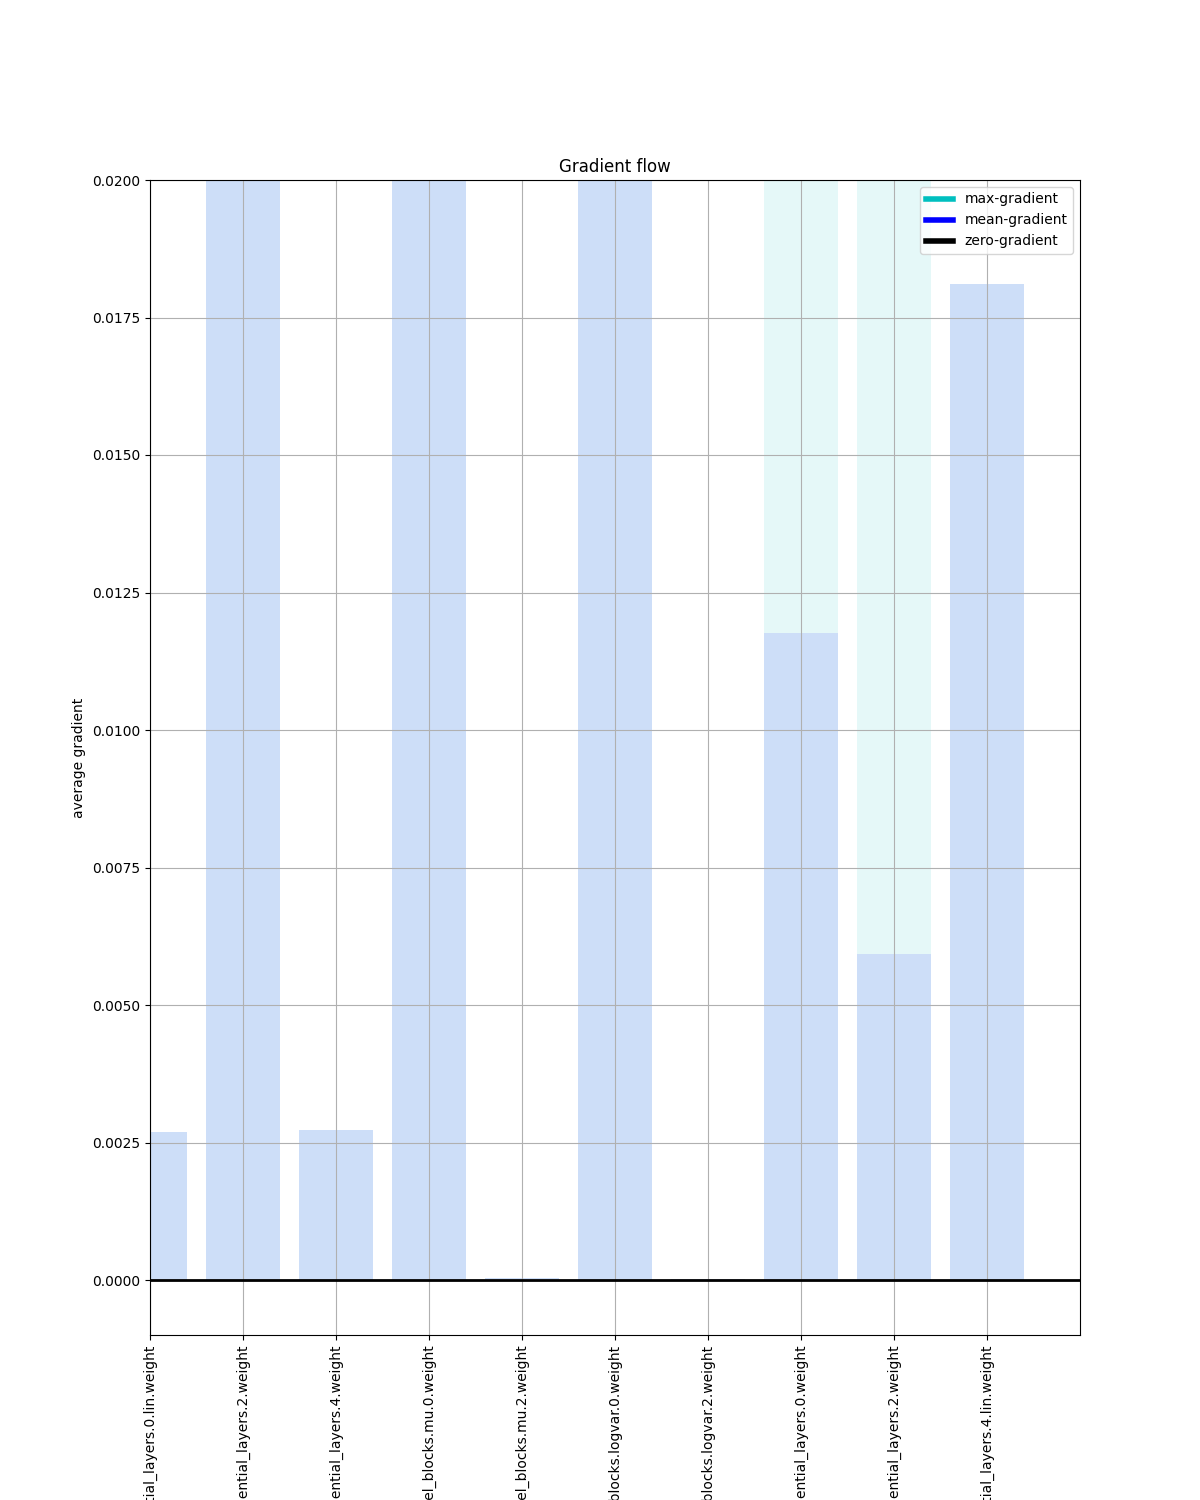 Gradient flow
max-gradient
mean-gradient
zero-gradient
0.0200
0.0175
0.0150
0.0125
0.0100
0.0075
0.0050
0.0025
0.0000
average gradient
tial_layers.0.lin.weight
ential_layers.2.weight
ential_layers.4.weight
el_blocks.mu.0.weight
el_blocks.mu.2.weight
blocks.logvar.0.weight
blocks.logvar.2.weight
ential_layers.0.weight
ential_layers.2.weight
tial_layers.4.lin.weight